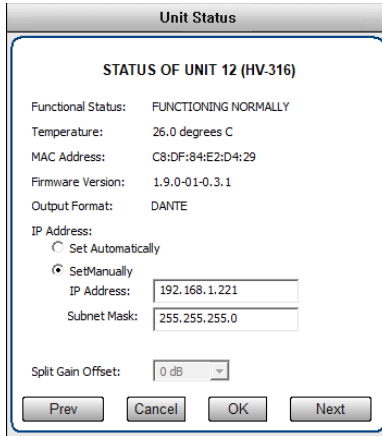 Unit Status
STATUS OF UNIT 12 (HV-316)
Functional Status: FUNCTIONING NORMALLY
Temperature: 26.0 degrees C
MAC Address: C8:DF:84:E2:D4:29
Firmware Version: 1.9.0-01-0.3.1
Output Format: DANTE
IP Address:
Set Automatically
SetManually
IP Address: 192.168.1.221
Subnet Mask: 255.255.255.0
Split Gain Offset: 0 dB
Prev Cancel OK Next